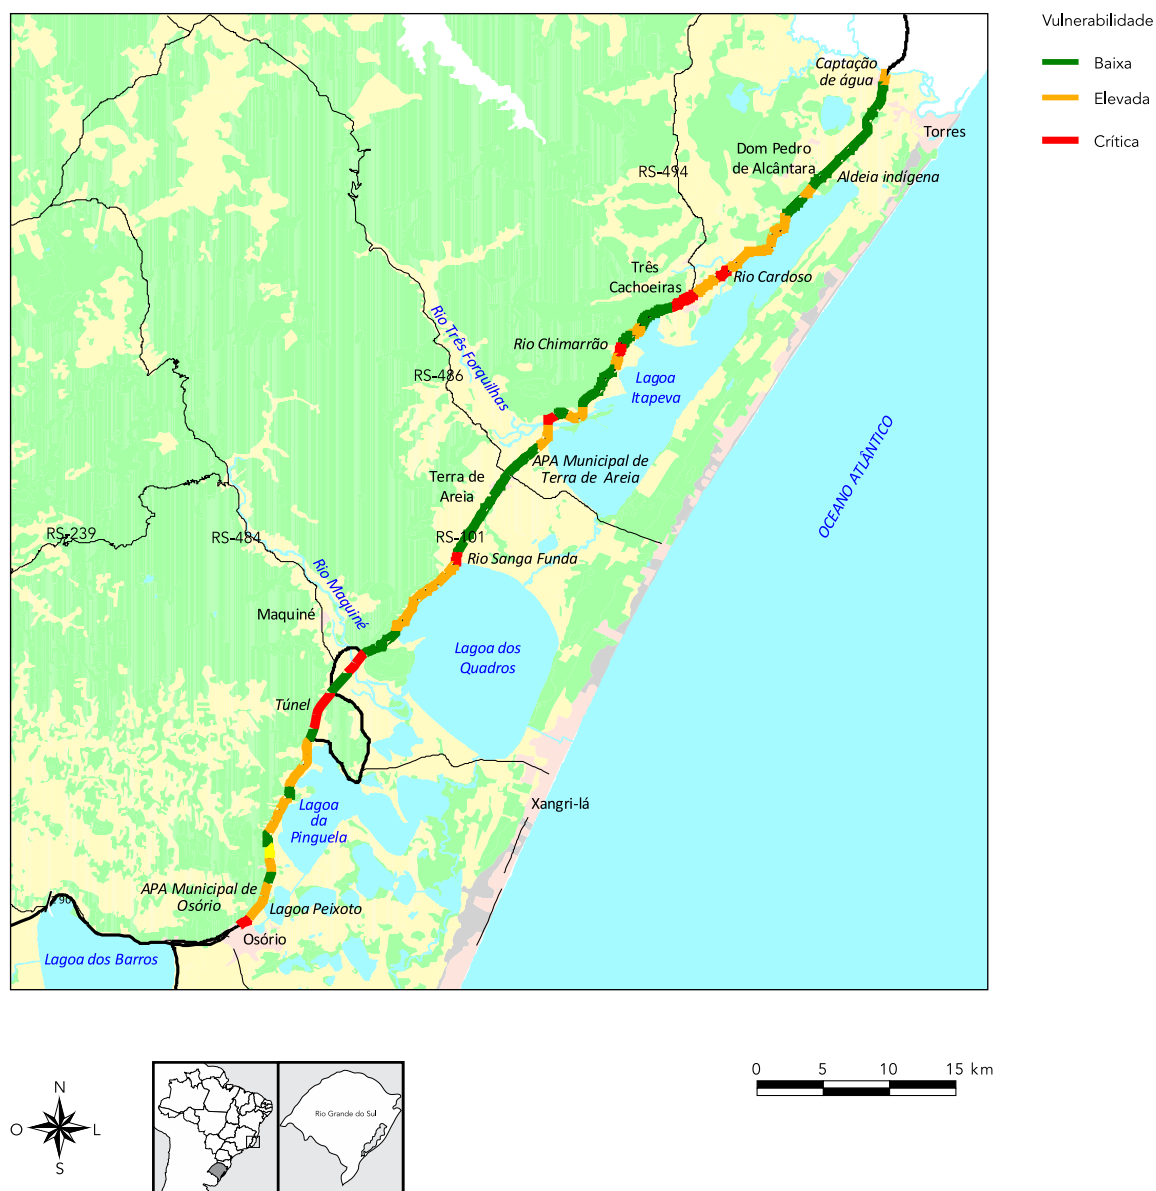 Vulnerabilidade
Baixa
Elevada
Crítica
Captação
de água
Torres
Dom Pedro
de Alcântara
RS-494
Aldeia indígena
Três
Cachoeiras
Rio Cardoso
Rio Três Forquilhas
Rio Chimarrão
RS-486
Lagoa
Itapeva
OCEANO ATLÂNTICO
APA Municipal de
Terra de Areia
Terra de
Areia
RS-239
RS-484
RS-101
Rio Sanga Funda
Rio Maquiné
Maquiné
Lagoa dos
Quadros
Túnel
Xangri-lá
Lagoa
da
Pinguela
APA Municipal de
Osório
Lagoa Peixoto
Osório
Lagoa dos Barros
0 5 10 15 km
N
O L
S
Rio Grande do Sul